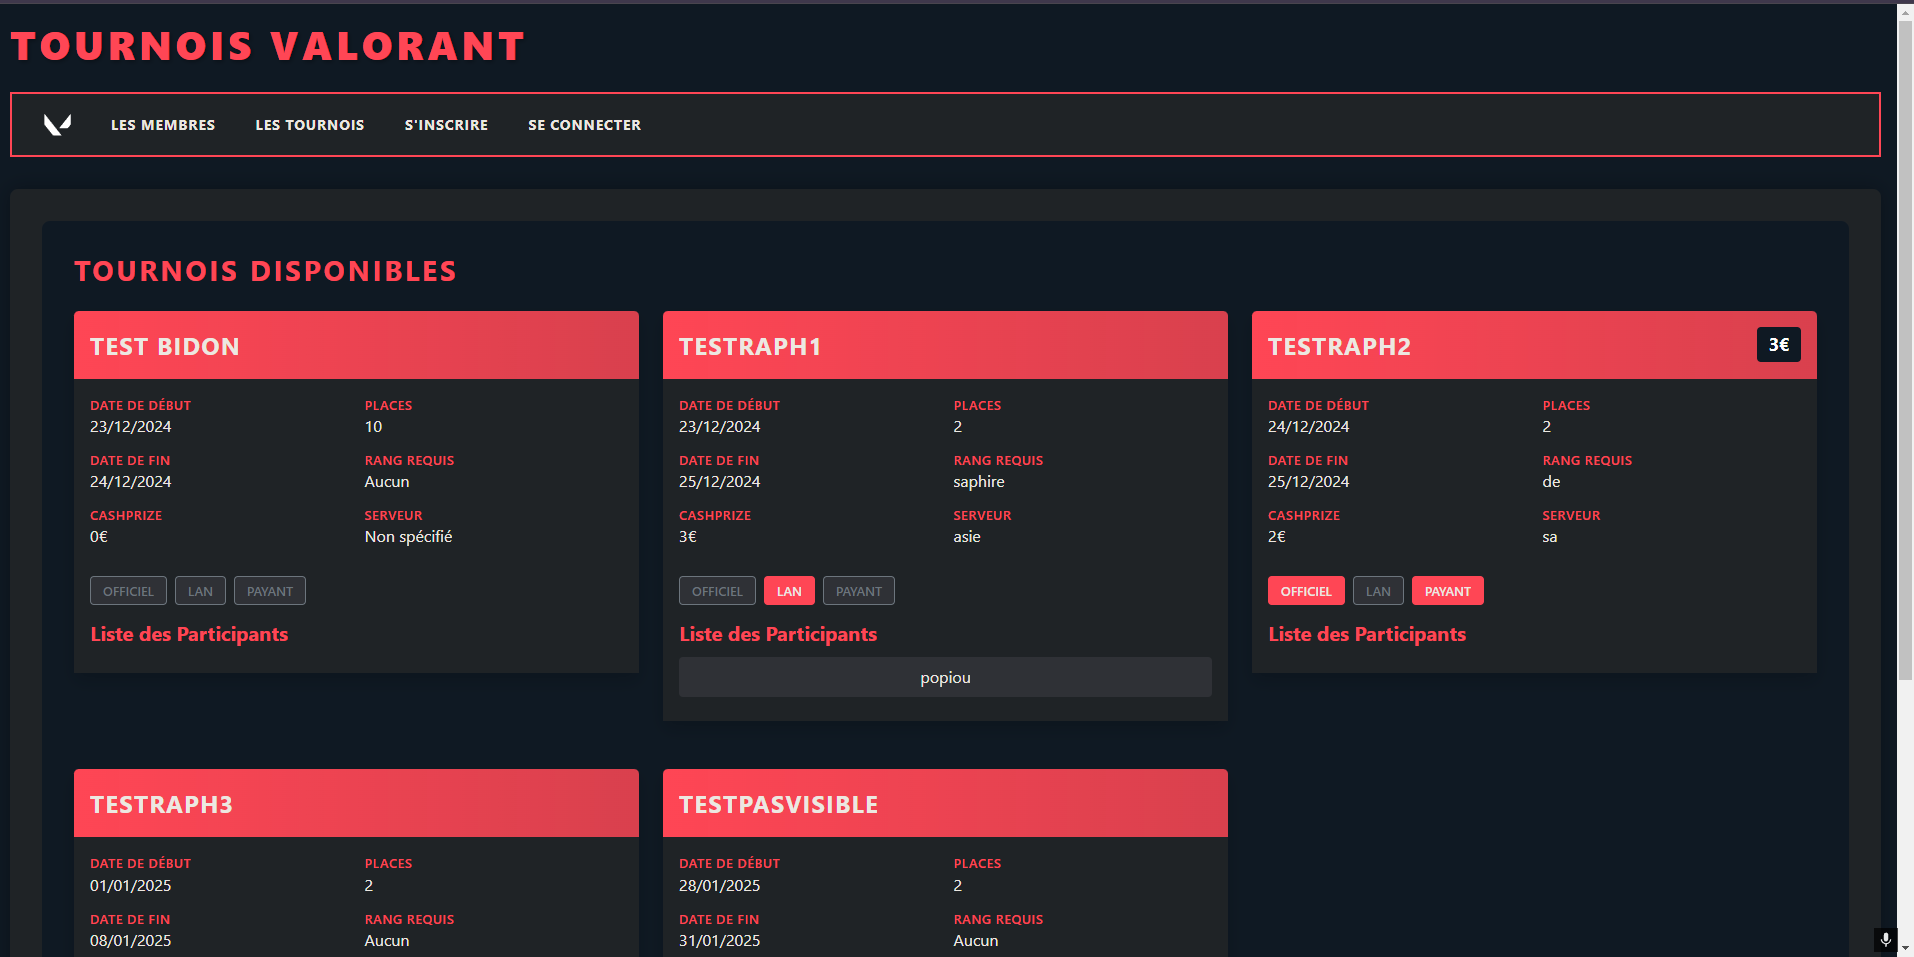 TOURNOIS VALORANT
LES MEMBRES LES TOURNOIS S'INSCRIRE SE CONNECTER
TOURNOIS DISPONIBLES
TEST BIDON
DATE DE DÉBUT PLACES
23/12/2024 10
DATE DE FIN RANG REQUIS
24/12/2024 Aucun
CASHPRIZE SERVEUR
0€ Non spécifié
OFFICIEL LAN PAYANT
Liste des Participants
TESTRAPH1
DATE DE DÉBUT PLACES
23/12/2024 2
DATE DE FIN RANG REQUIS
25/12/2024 saphire
CASHPRIZE SERVEUR
3€ asie
OFFICIEL LAN PAYANT
Liste des Participants
popiou
TESTRAPH2 3€
DATE DE DÉBUT PLACES
24/12/2024 2
DATE DE FIN RANG REQUIS
25/12/2024 de
CASHPRIZE SERVEUR
2€ sa
OFFICIEL LAN PAYANT
Liste des Participants
TESTRAPH3
DATE DE DÉBUT PLACES
01/01/2025 2
DATE DE FIN RANG REQUIS
08/01/2025 Aucun
TESTPASVISIBLE
DATE DE DÉBUT PLACES
28/01/2025 2
DATE DE FIN RANG REQUIS
31/01/2025 Aucun